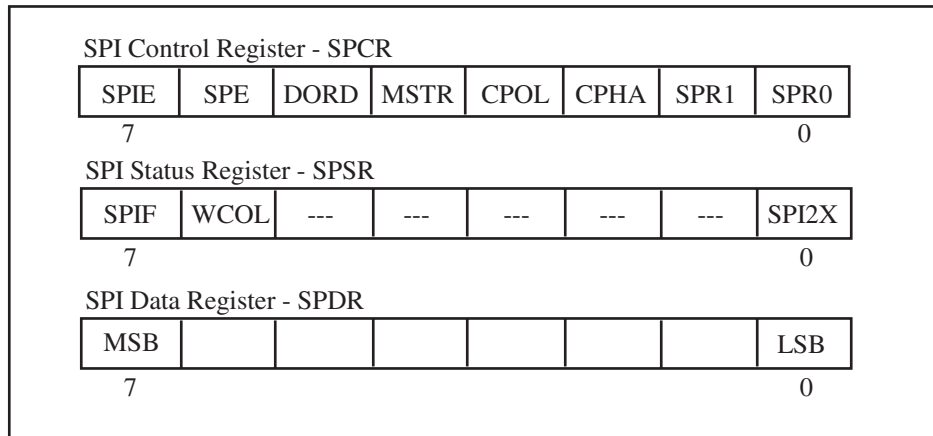 SPI Control Register - SPCR
SPIE SPE DORD MSTR CPOL CPHA SPR1 SPR0
7 0
SPI Status Register - SPSR
SPIF WCOL --- --- --- --- --- SPI2X
7 0
SPI Data Register - SPDR
MSB LSB
7 0